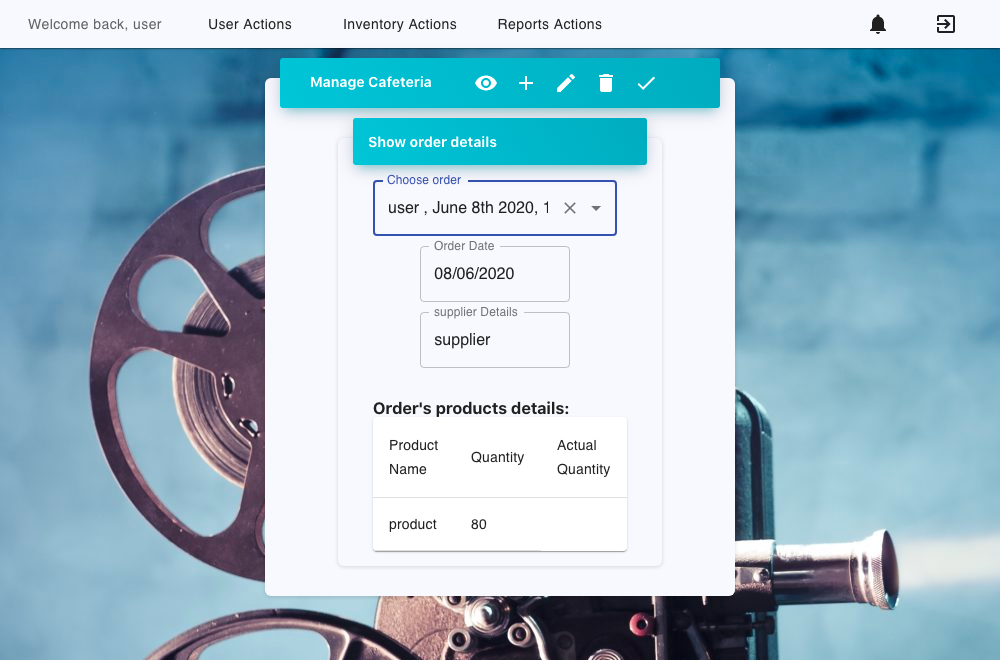 Welcome back, user
User Actions
Inventory Actions
Reports Actions
Manage Cafeteria
Show order details
Choose order
user , June 8th 2020, 1
Order Date
08/06/2020
supplier Details
supplier
Order's products details:
Product Name
Quantity
Actual Quantity
product
80